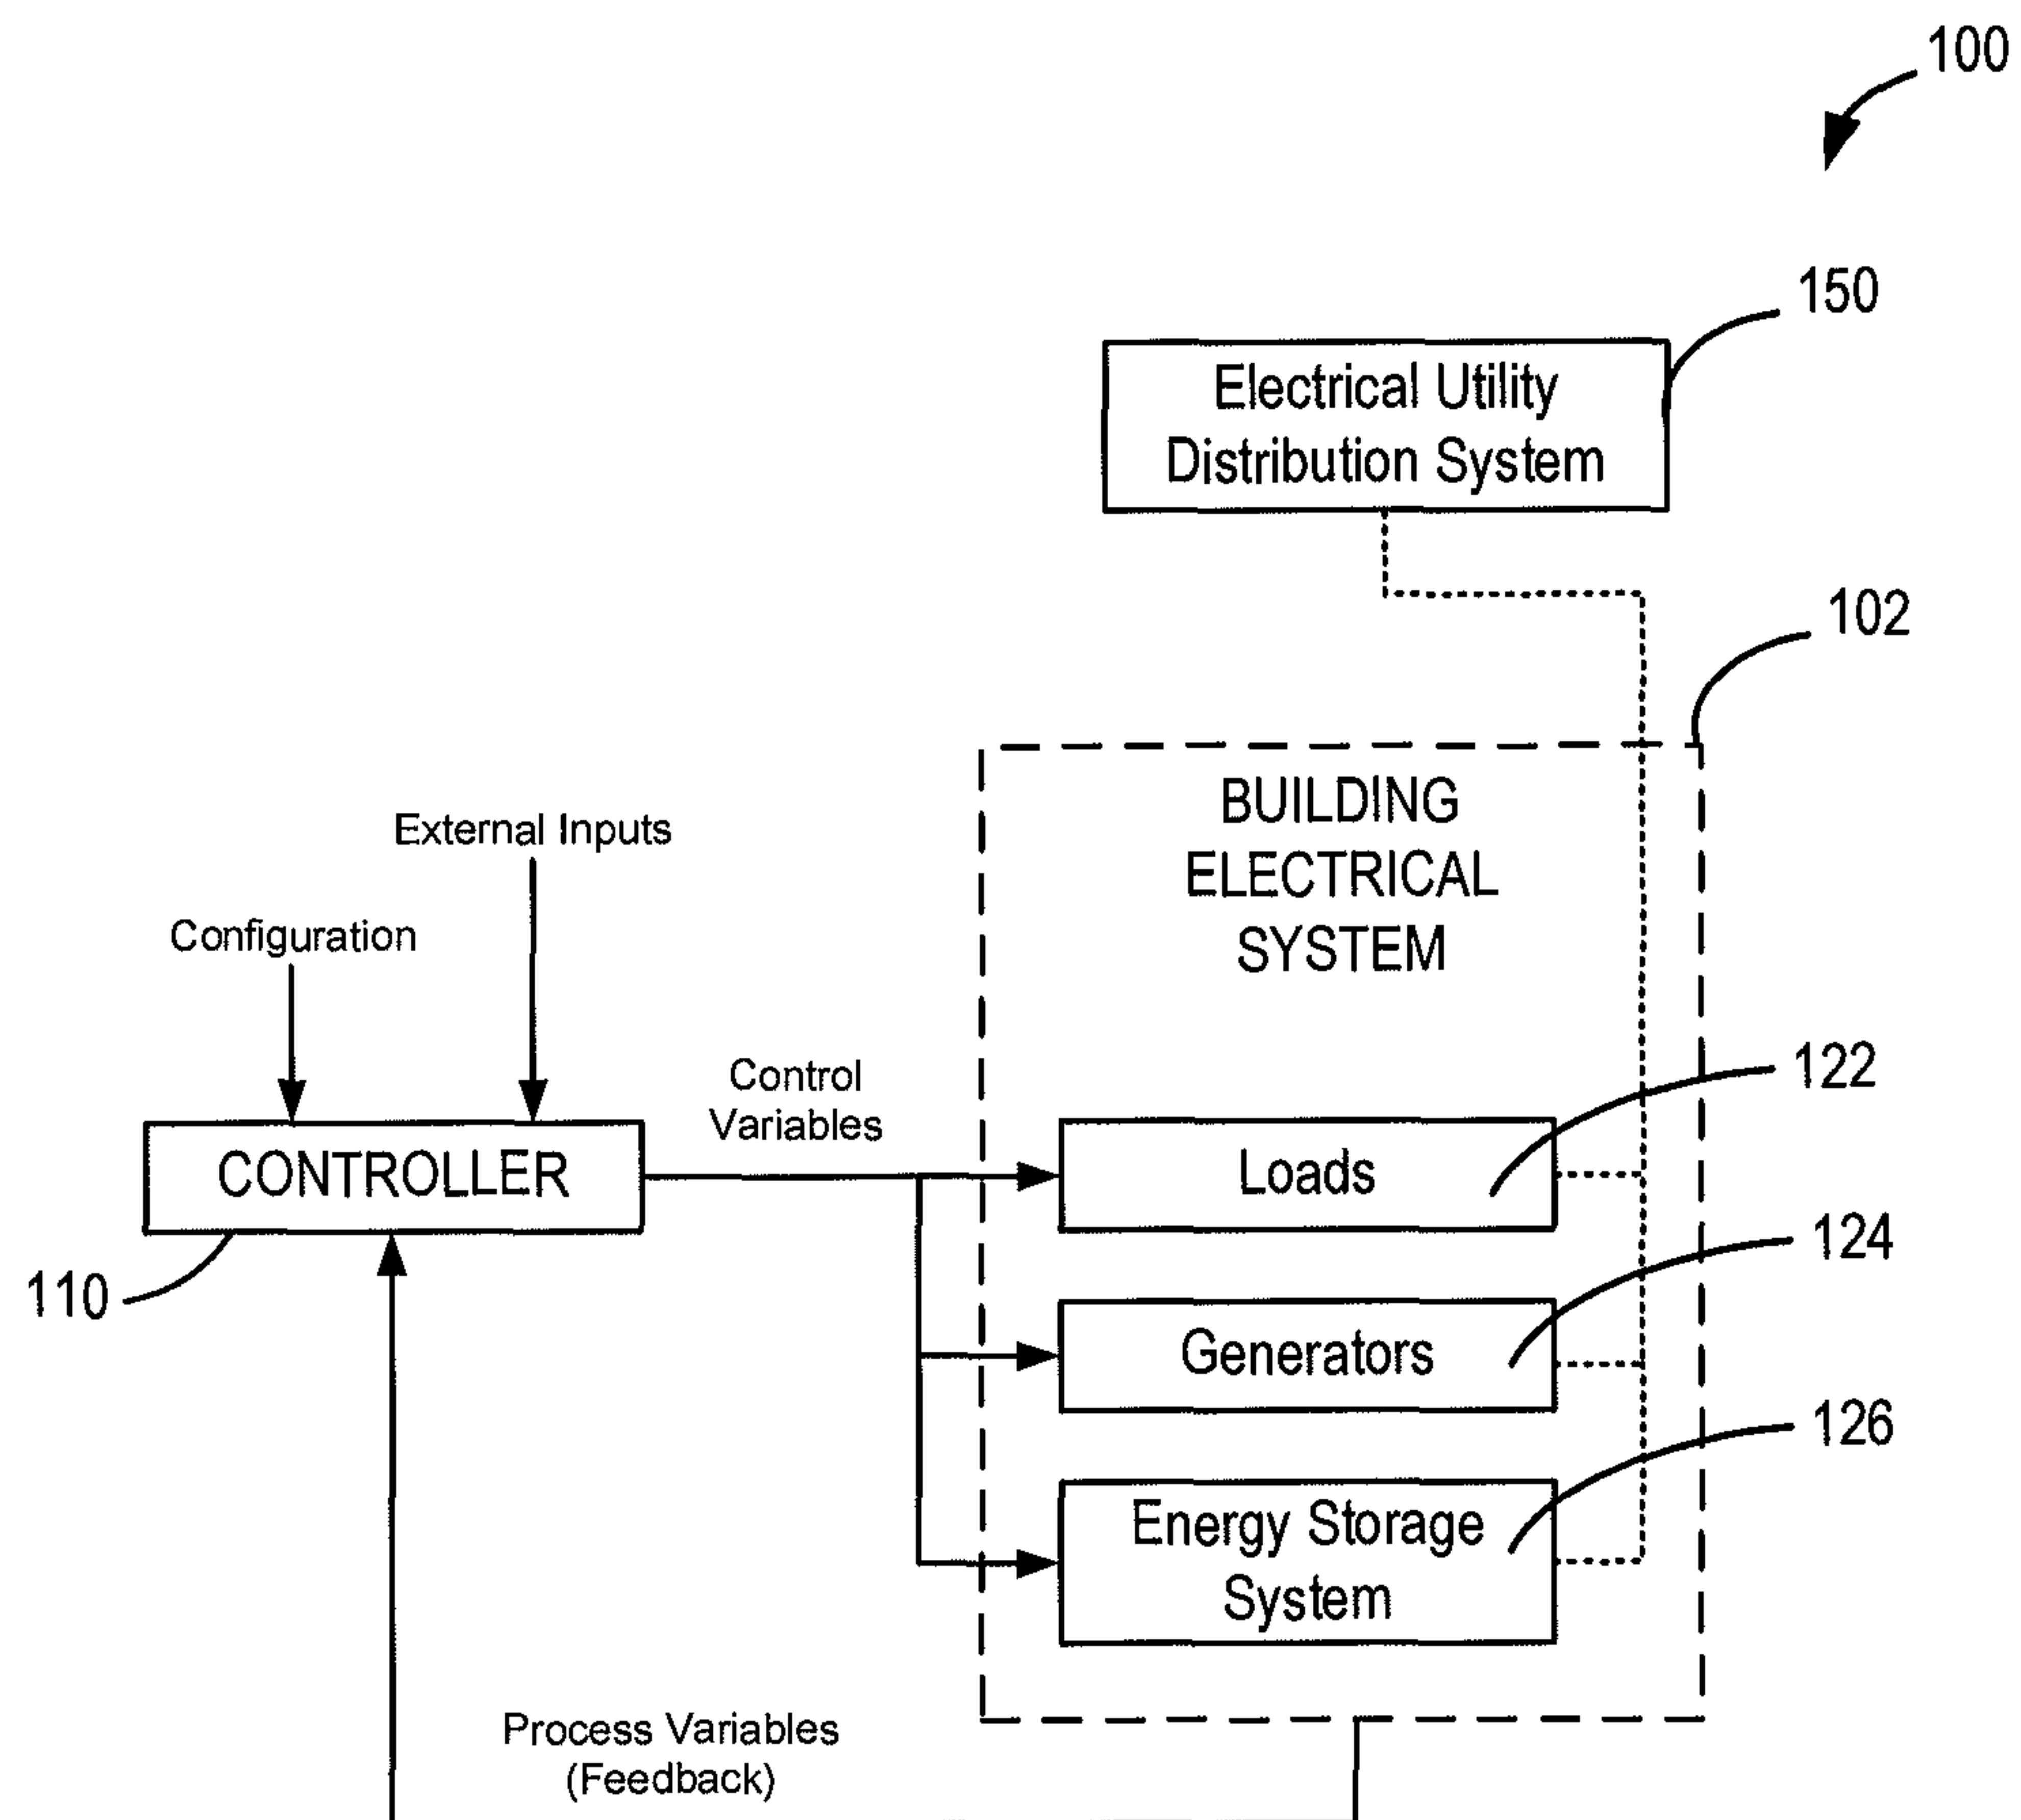 100
150
Electrical Utility
Distribution System
102
BUILDING
ELECTRICAL
SYSTEM
External Inputs
Configuration
Control
Variables
122
CONTROLLER
Loads
110
124
Generators
126
Energy Storage
System
Process Variables
(Feedback)